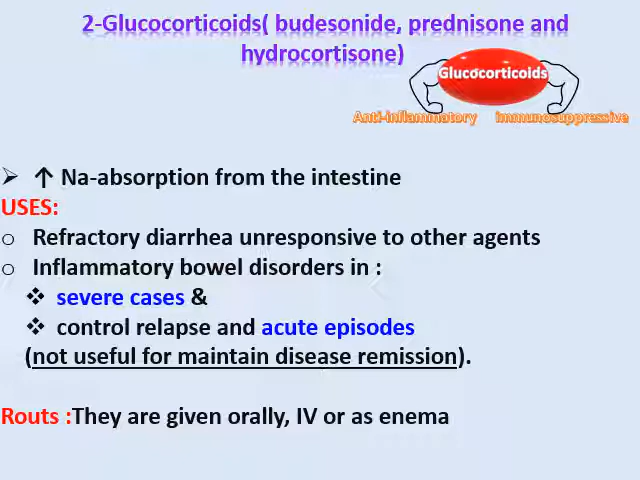 2-Glucocorticoids( budesonide, prednisone and
hydrocortisone)
Glucocorticoids
Anti-inflammatory immunosuppressive
➢ ↑ Na-absorption from the intestine
USES:
o Refractory diarrhea unresponsive to other agents
o Inflammatory bowel disorders in :
❖ severe cases &
❖ control relapse and acute episodes
(not useful for maintain disease remission).
Routs :They are given orally, IV or as enema